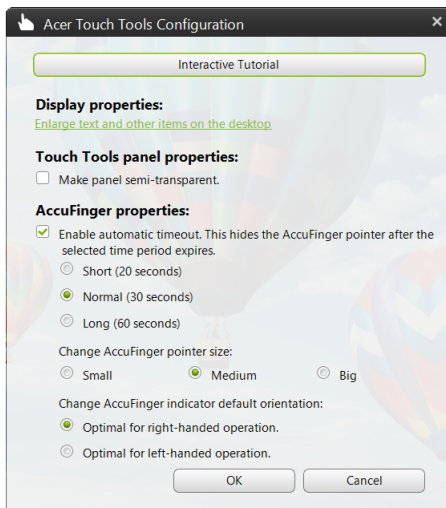 Acer Touch Tools Configuration
Interactive Tutorial
Display properties:
Enlarge text and other items on the desktop
Touch Tools panel properties:
Make panel semi-transparent.
AccuFinger properties:
Enable automatic timeout. This hides the AccuFinger pointer after the
selected time period expires.
Short (20 seconds)
Normal (30 seconds)
Long (60 seconds)
Change AccuFinger pointer size:
Small Medium Big
Change AccuFinger indicator default orientation:
Optimal for right-handed operation.
Optimal for left-handed operation.
OK Cancel